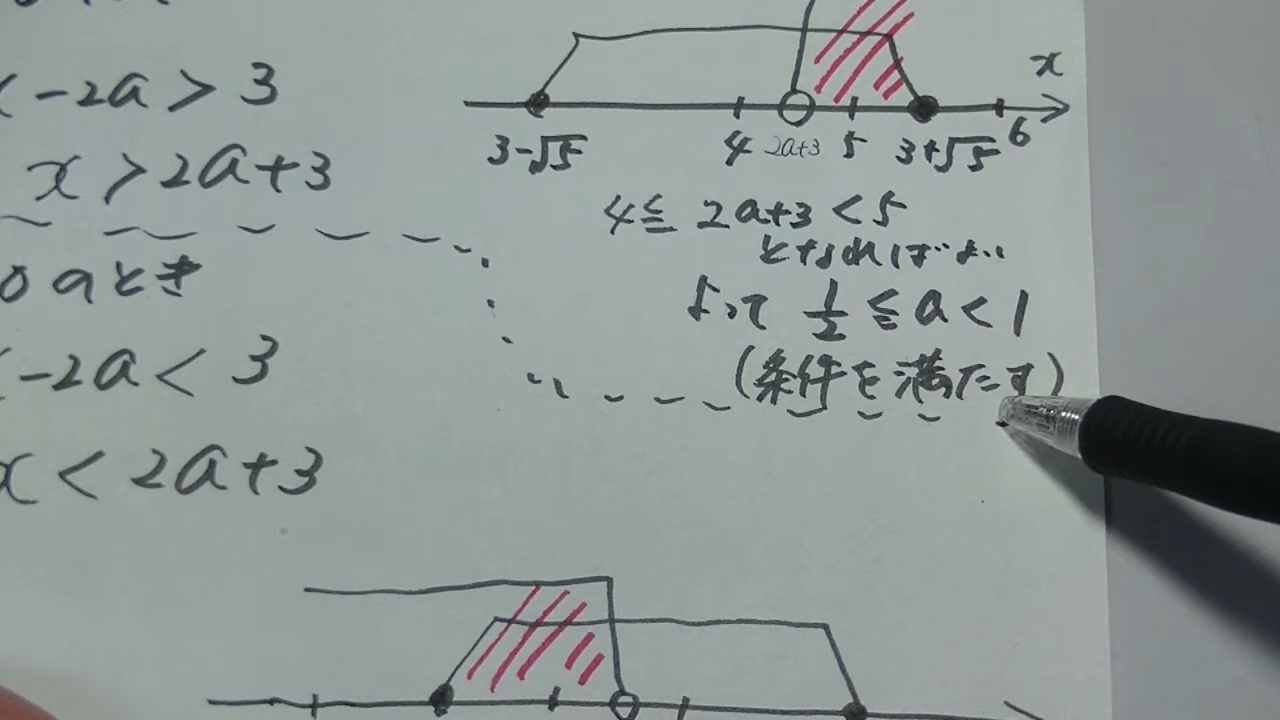 x
-2a > 3
3-√5 4 2a+3 5 3+√5 6
x > 2a+3
4 ≦ 2a+3 < 5
となればよい
aとき
よって 1/2 ≦ a < 1
-2a < 3
(条件を満たす)
x < 2a+3